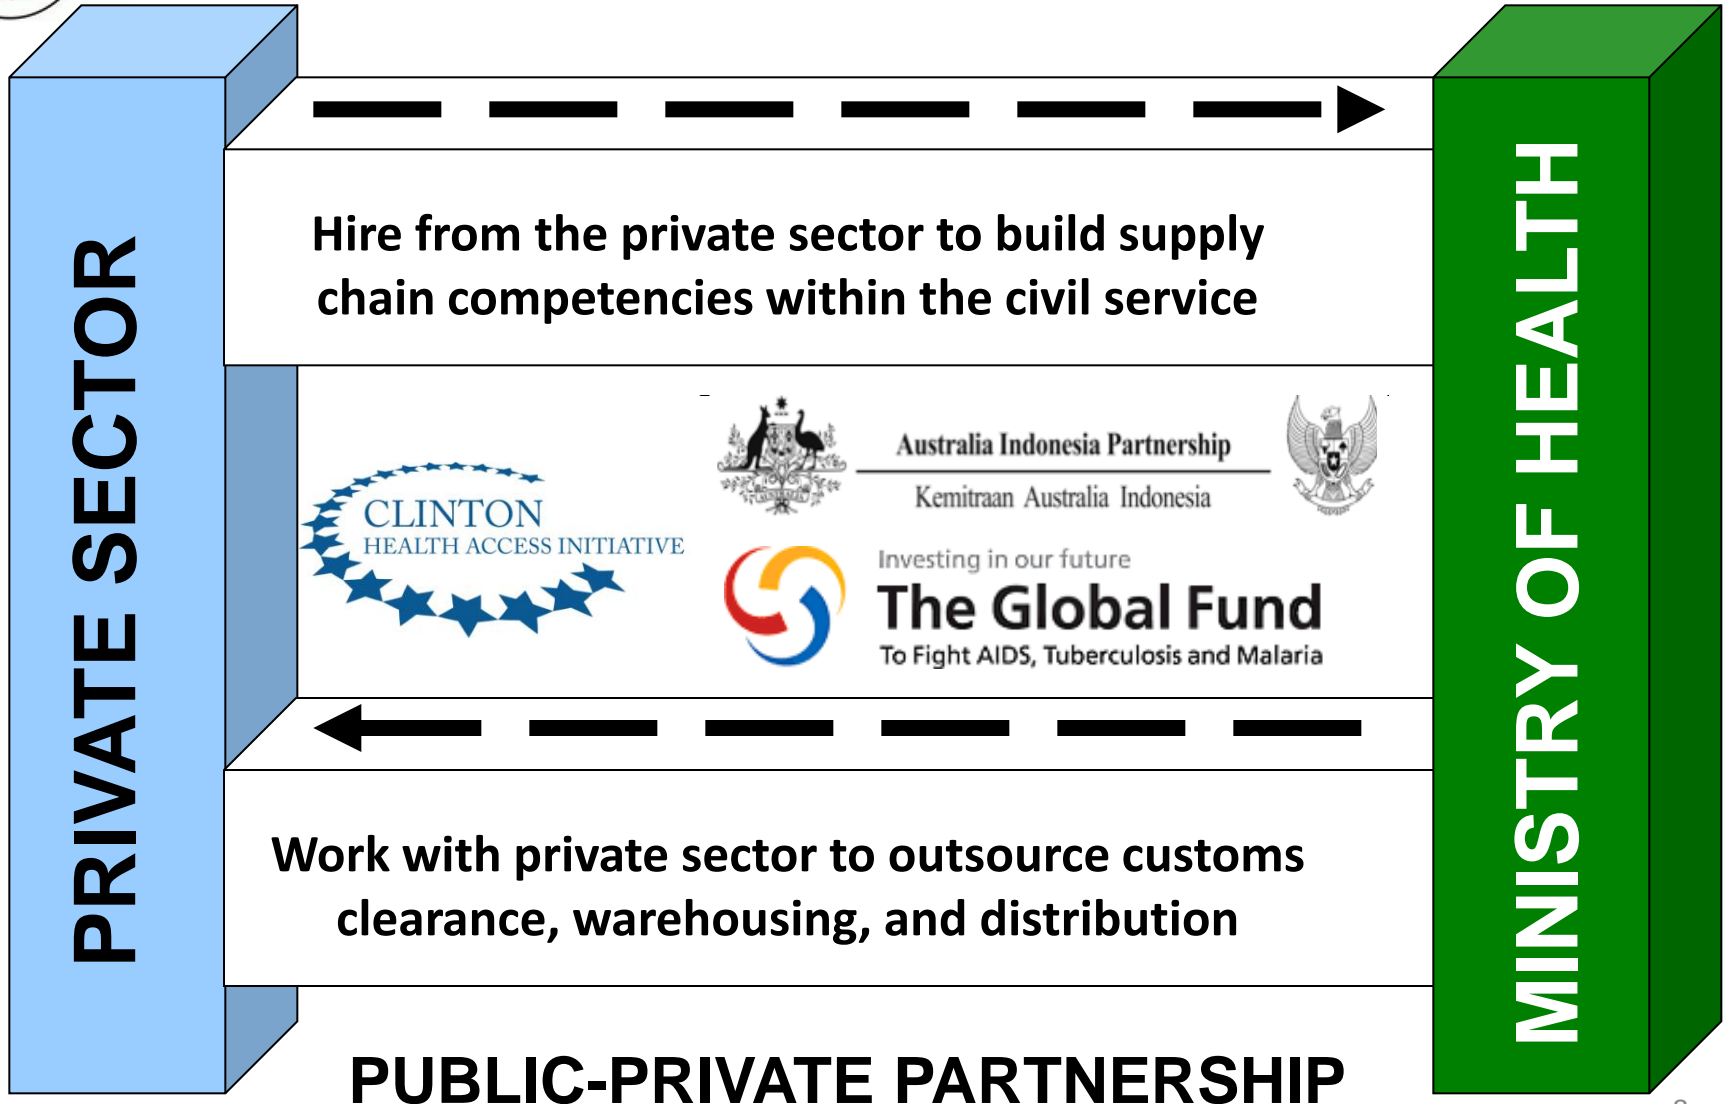 PRIVATE SECTOR
Hire from the private sector to build supply
chain competencies within the civil service
CLINTON
HEALTH ACCESS INITIATIVE
AUSTRALIA
Australia Indonesia Partnership
Kemitraan Australia Indonesia
Investing in our future
The Global Fund
To Fight AIDS, Tuberculosis and Malaria
Work with private sector to outsource customs
clearance, warehousing, and distribution
MINISTRY OF HEALTH
PUBLIC-PRIVATE PARTNERSHIP